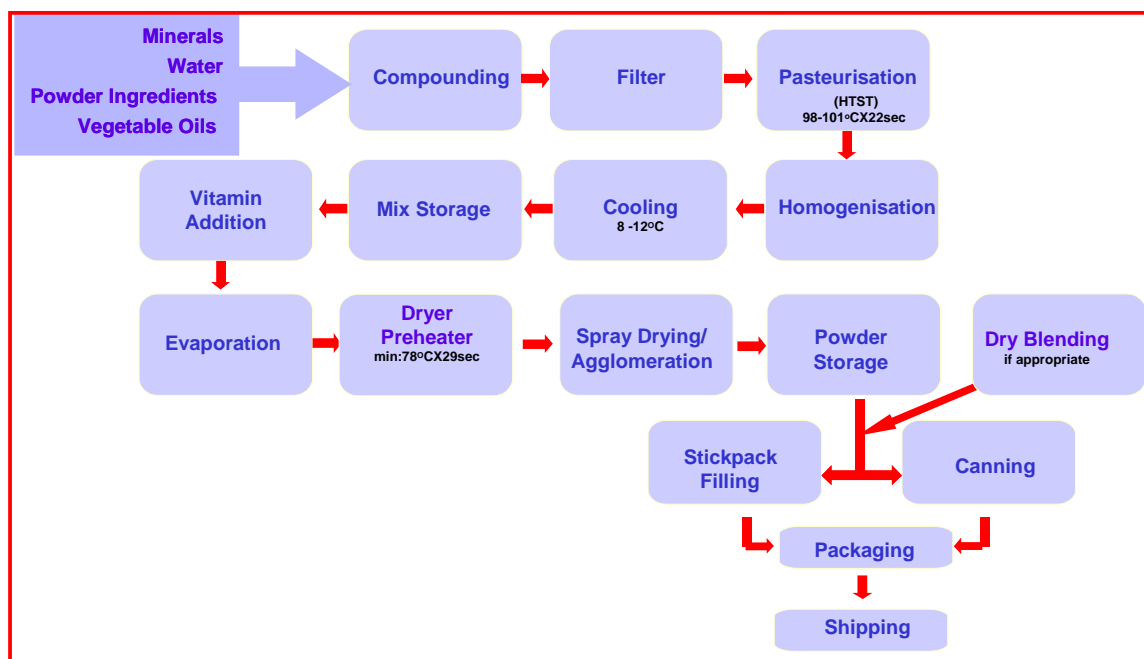 Minerals
Water
Powder Ingredients
Vegetable Oils
Compounding
Filter
Pasteurisation
(HTST)
98-101ºCX22sec
Vitamin
Addition
Mix Storage
Cooling
8 -12ºC
Homogenisation
Evaporation
Dryer
Preheater
min:78ºCX29sec
Spray Drying/
Agglomeration
Powder
Storage
Dry Blending
if appropriate
Stickpack
Filling
Canning
Packaging
Shipping